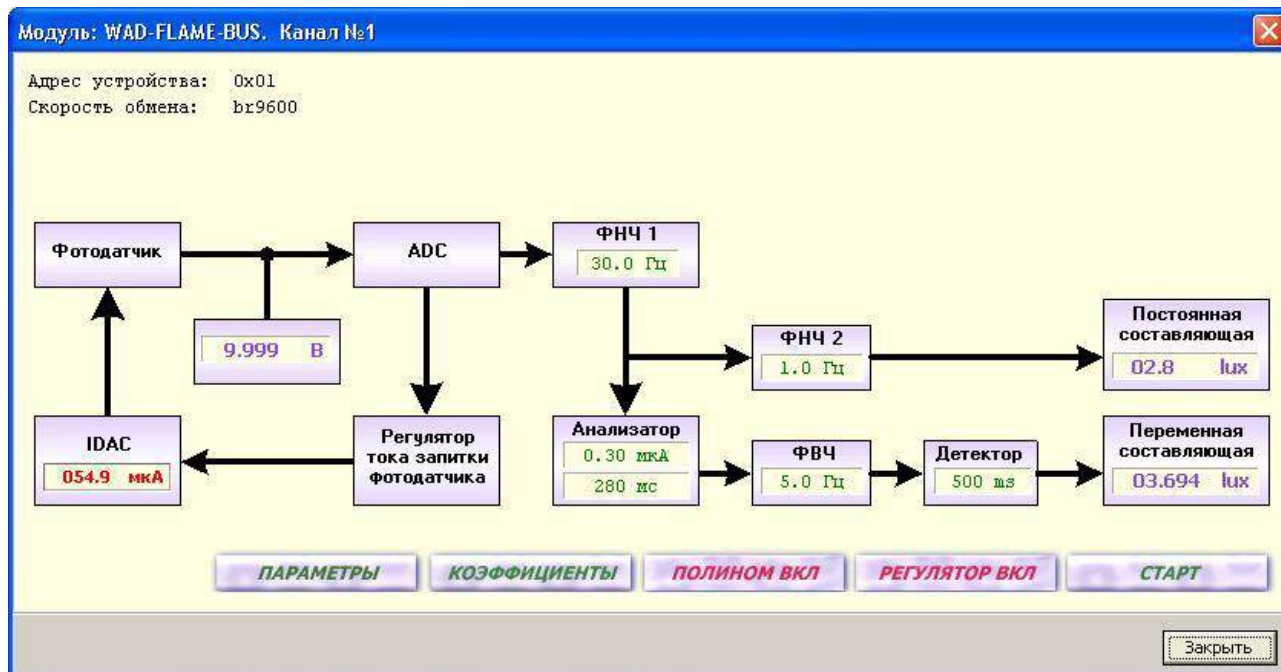 Модуль: WAD-FLAME-BUS. Канал №1
Адрес устройства: 0x01
Скорость обмена: br9600
Фотодатчик
ADC
ФНЧ 1
30.0 Гц
9.999 В
ФНЧ 2
1.0 Гц
Постоянная
составляющая
02.8 lux
IDAC
054.9 мкА
Регулятор
тока запитки
фотодатчика
Анализатор
0.30 мкА
280 мс
ФВЧ
5.0 Гц
Детектор
500 ms
Переменная
составляющая
03.694 lux
ПАРАМЕТРЫ
КОЭФФИЦИЕНТЫ
ПОЛИНОМ ВКЛ
РЕГУЛЯТОР ВКЛ
СТАРТ
Закрыть